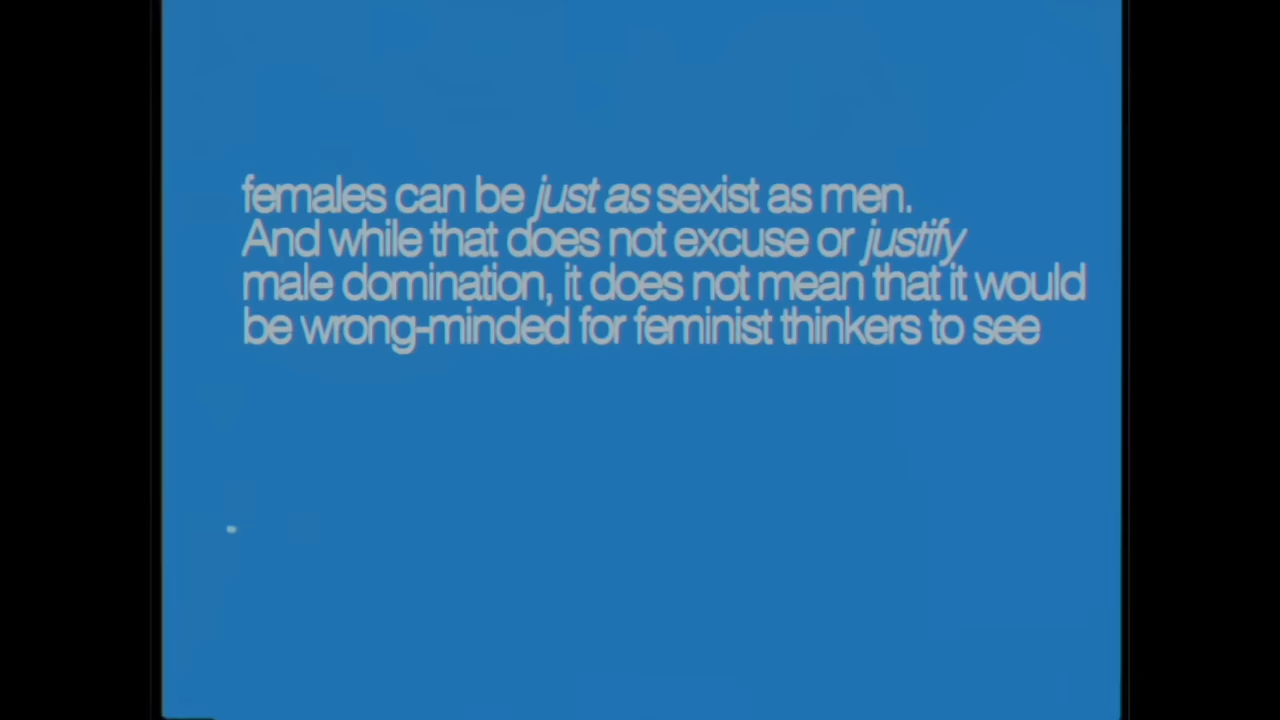 females can be just as sexist as men.
And while that does not excuse or justify
male domination, it does not mean that it would
be wrong-minded for feminist thinkers to see